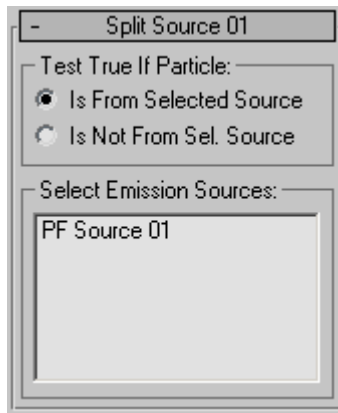 - Split Source 01
Test True If Particle:
Is From Selected Source
Is Not From Sel. Source
Select Emission Sources:
PF Source 01